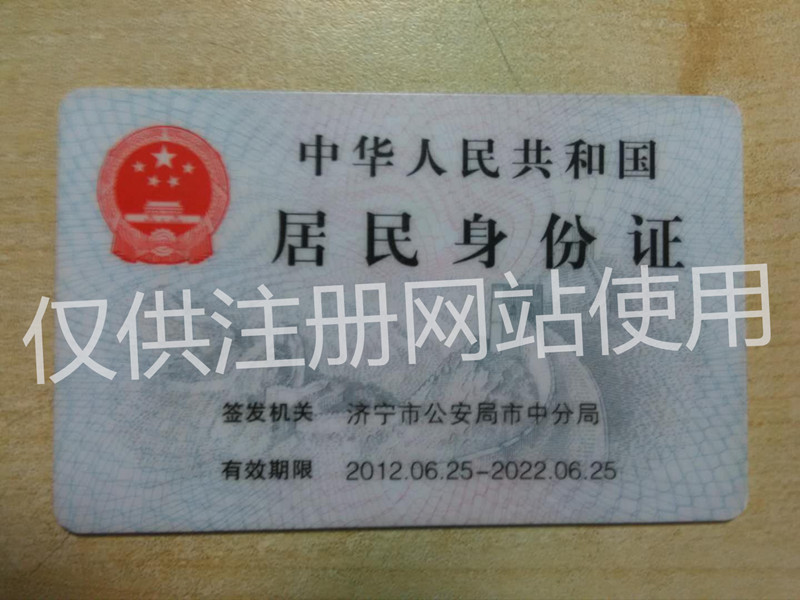 中华人民共和国
居民身份证
仅供注册网站使用
签发机关 济宁市公安局市中分局
有效期限 2012.06.25-2022.06.25